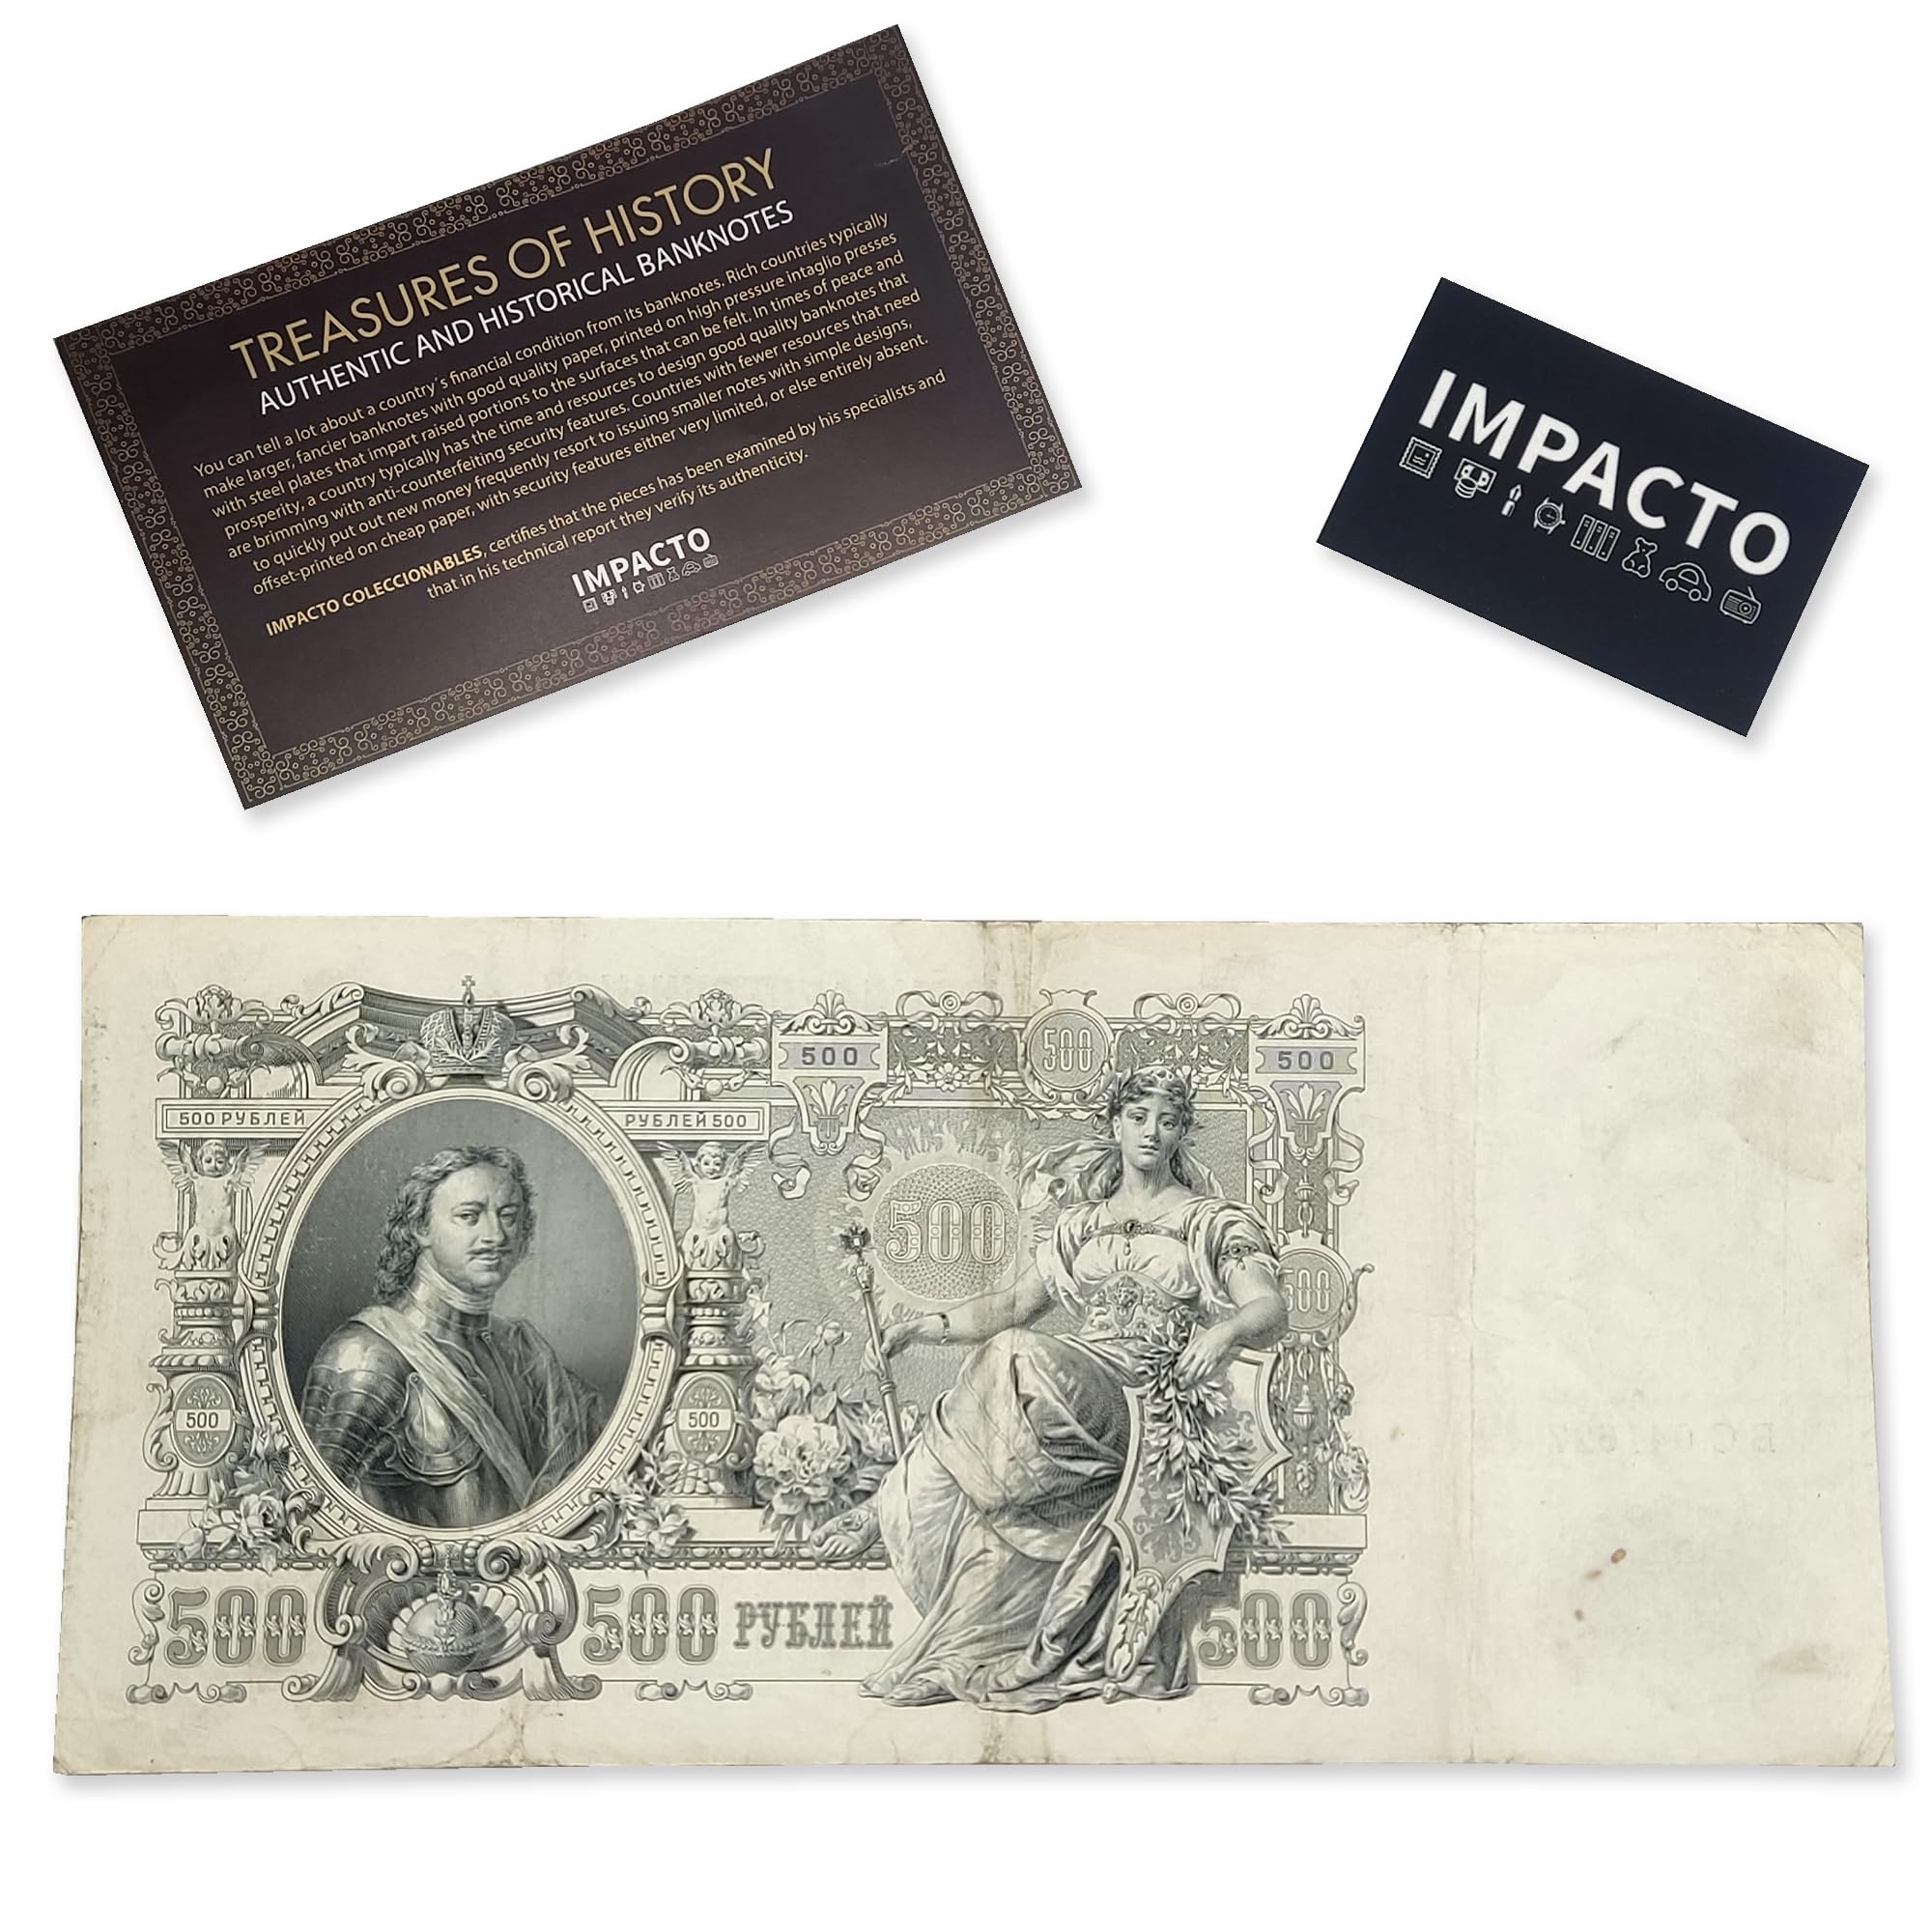 TREASURES OF HISTORY
AUTHENTIC AND HISTORICAL BANKNOTES
You can tell a lot about a country´s financial condition from its banknotes. Rich countries typically
make larger, fancier banknotes with good quality paper, printed on high pressure intaglio presses
with steel plates that impart raised portions to the surfaces that can be felt. In times of peace and
prosperity, a country typically has the time and resources to design good quality banknotes that
are brimming with anti-counterfeiting security features. Countries with fewer resources that need
to quickly put out new money frequently resort to issuing smaller notes with simple designs,
offset-printed on cheap paper, with security features either very limited, or else entirely absent.
IMPACTO COLECCIONABLES, certifies that the pieces has been examined by his specialists and
that in his technical report they verify its authenticity.
IMPACTO
IMPACTO
500 500 500
500 РУБЛЕЙ РУБЛЕЙ 500
500
500
500 500
500 500 РУБЛЕЙ 500